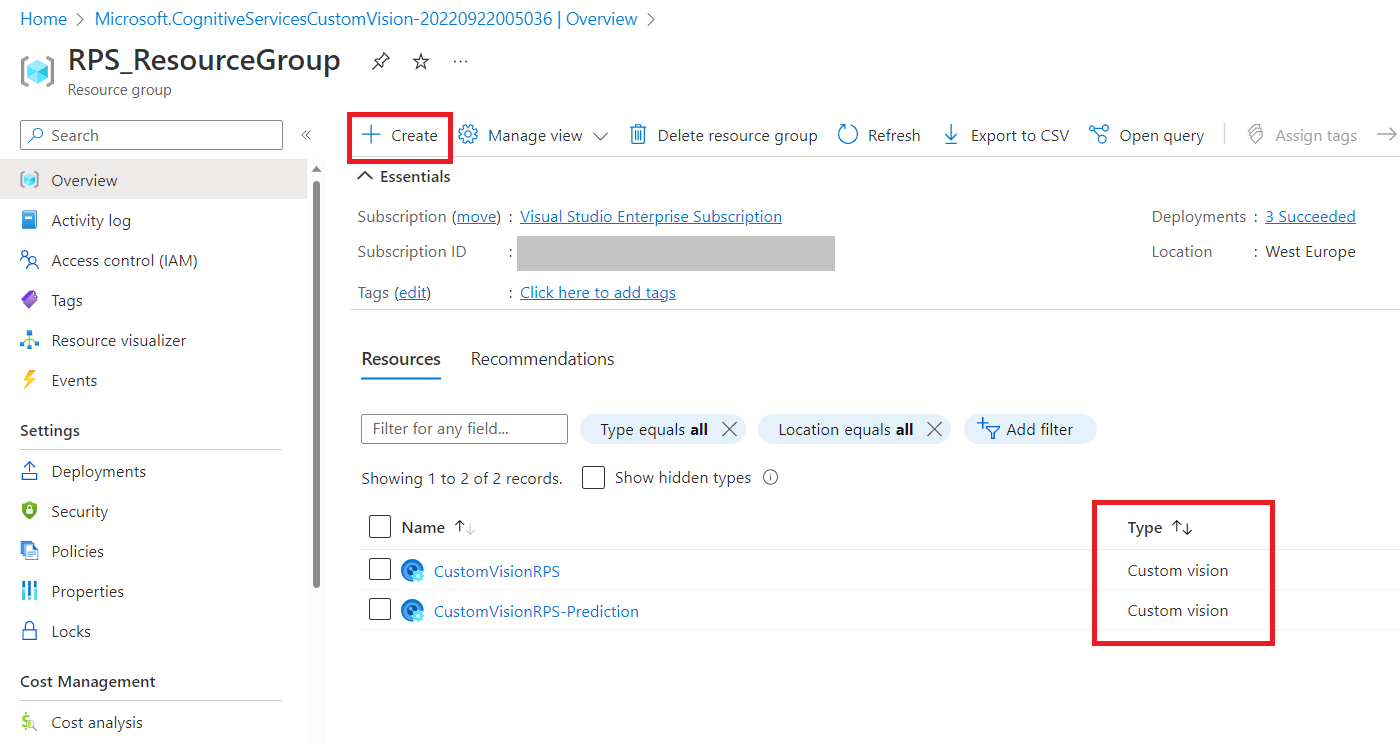 Home > Microsoft.CognitiveServicesCustomVision-20220922005036 | Overview >
RPS_ResourceGroup
Resource group
Search
Overview
Activity log
Access control (IAM)
Tags
Resource visualizer
Events
Settings
Deployments
Security
Policies
Properties
Locks
Cost Management
Cost analysis
Create Manage view Delete resource group Refresh Export to CSV Open query Assign tags
Essentials
Subscription (move) : Visual Studio Enterprise Subscription
Subscription ID :
Tags (edit) : Click here to add tags
Deployments : 3 Succeeded
Location : West Europe
Resources Recommendations
Filter for any field... Type equals all Location equals all Add filter
Showing 1 to 2 of 2 records. Show hidden types
Name Type
CustomVisionRPS Custom vision
CustomVisionRPS-Prediction Custom vision